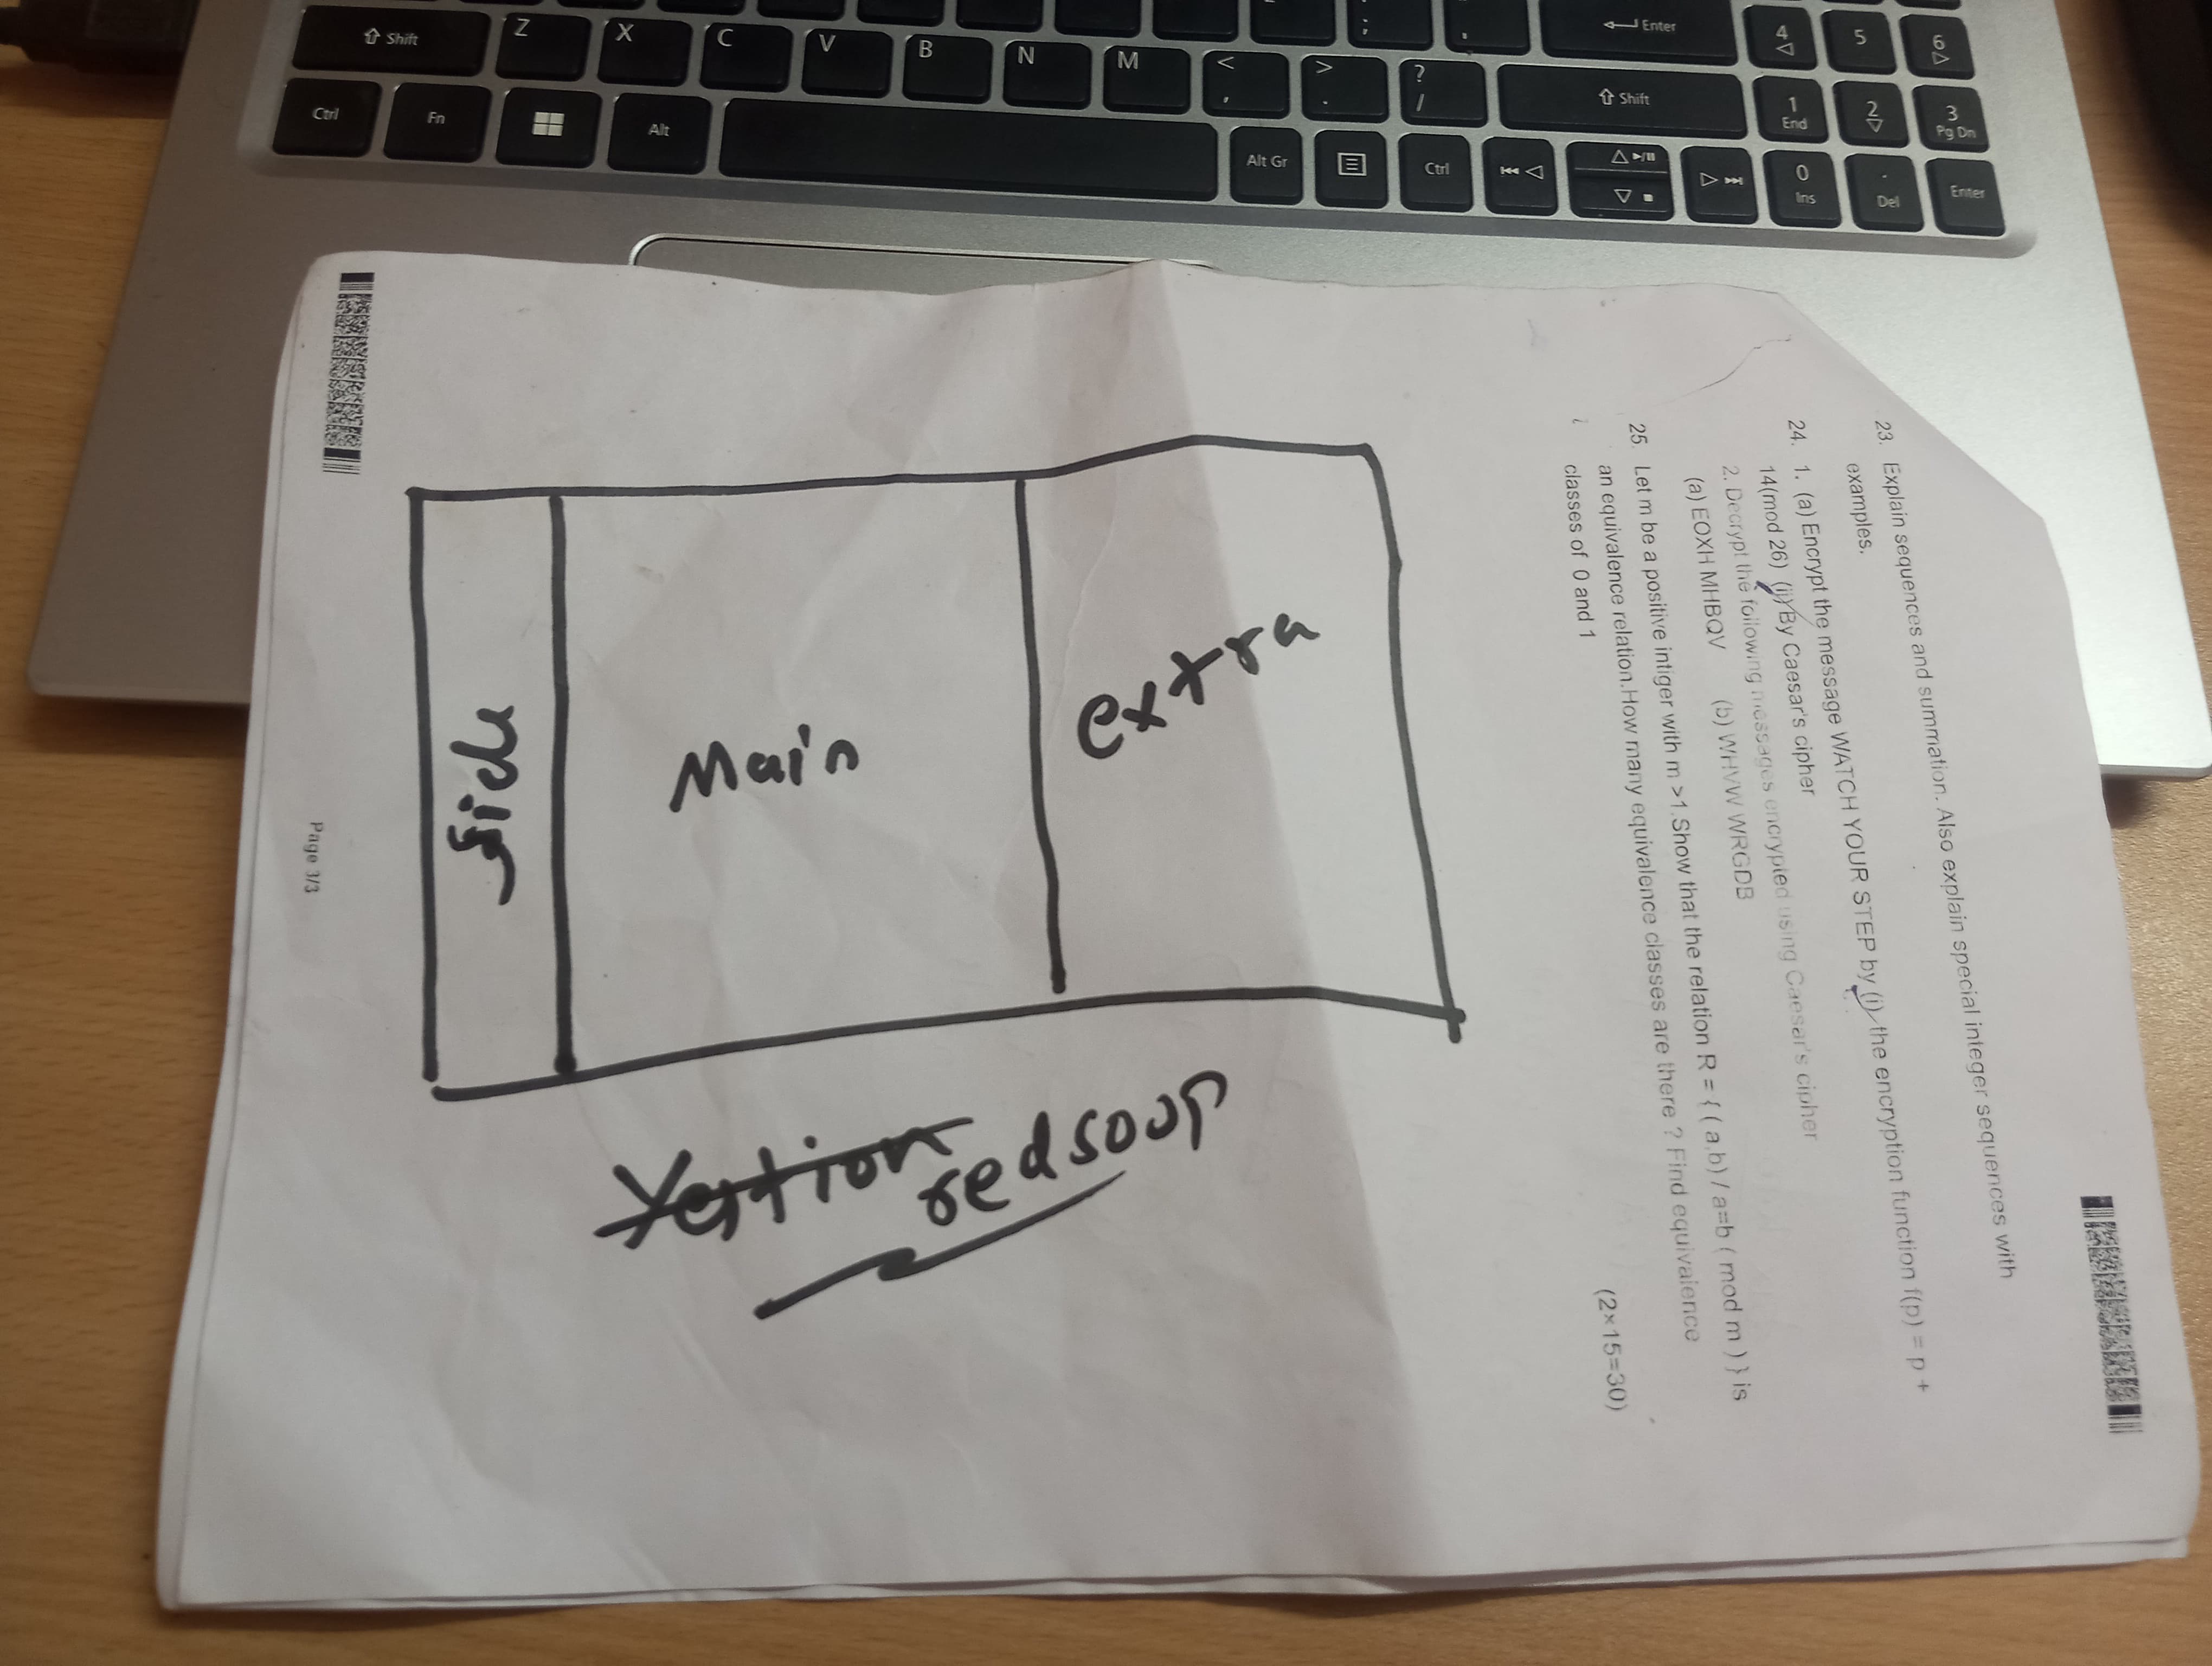 Shift
Z
X
C
V
B
N
M
<
,
>
.
?
/
Shift
;
.
Enter
4
5
6
Ctrl
Fn
Alt
Alt Gr
Ctrl
1
End
2
3
Pg Dn
0
Ins
.
Del
Enter
23. Explain sequences and summation. Also explain special integer sequences with
examples.
24. 1. (a) Encrypt the message WATCH YOUR STEP by (i) the encryption function f(p) = p +
14(mod 26) (ii) By Caesar's cipher
2. Decrypt the following messages encrypted using Caesar's cipher
(a) EOXH MHBQV (b) WHVW WRGDB
25. Let m be a positive intiger with m >1.Show that the relation R = { ( a,b) / a≡b ( mod m ) } is
an equivalence relation.How many equivalence classes are there ? Find equivalence
classes of 0 and 1
(2×15=30)
Side
Main
extra
redsoup
Page 3/3